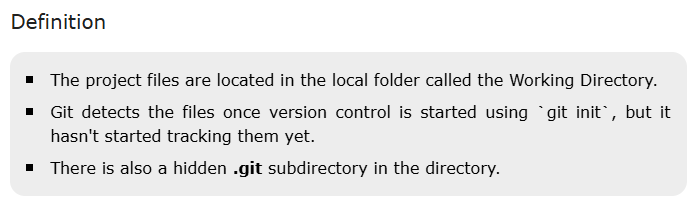 Definition
The project files are located in the local folder called the Working Directory.
Git detects the files once version control is started using `git init`, but it
hasn't started tracking them yet.
There is also a hidden .git subdirectory in the directory.